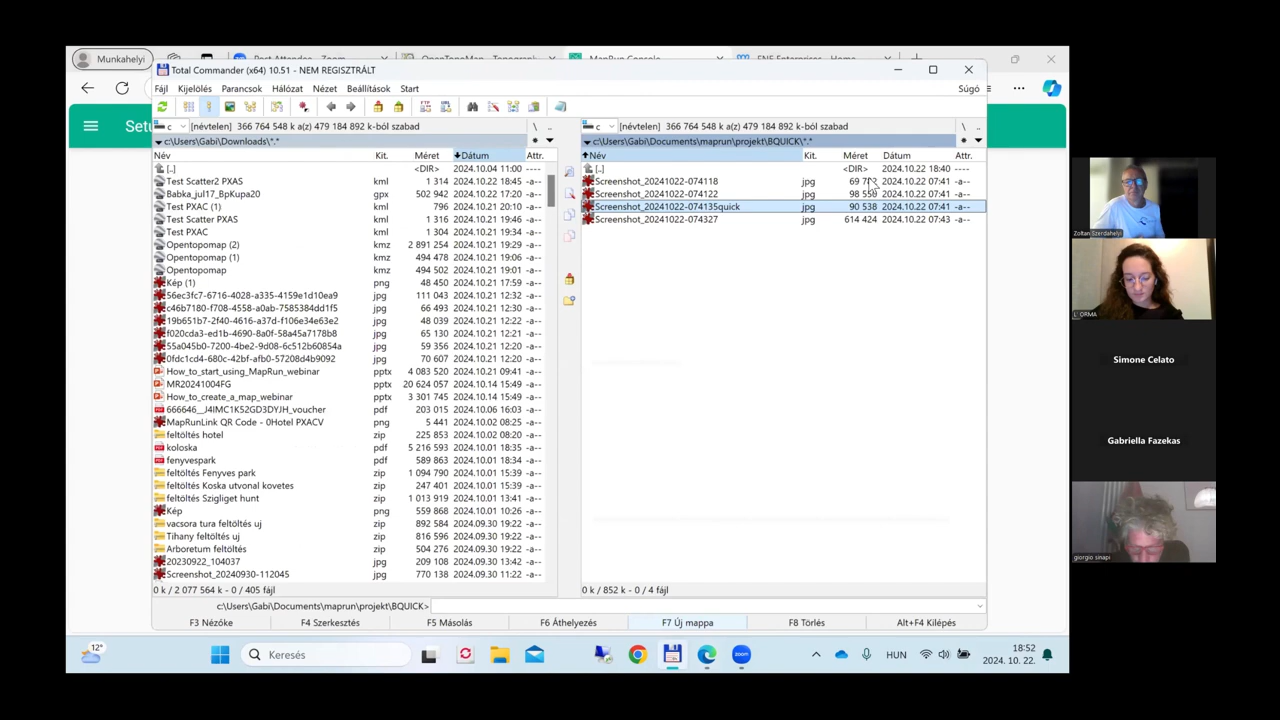 Munkahelyi
Total Commander (x64) 10.51 - NEM REGISZTRÁLT
Fájl Kijelölés Parancsok Hálózat Nézet Beállítások Start Súgó
c [névtelen] 366 764 548 k a(z) 479 184 892 k-ból szabad \ ..
c:\Users\Gabi\Downloads\*.*
Név Kit. Méret Dátum Attr.
[..] <DIR> 2024.10.04 11:00 ----
Test Scatter2 PXAS kml 1 314 2024.10.22 18:45 -a--
Babka_jul17_BpKupa20 gpx 502 942 2024.10.22 17:20 -a--
Test PXAC (1) kml 796 2024.10.21 20:10 -a--
Test Scatter PXAS kml 1 316 2024.10.21 19:46 -a--
Test PXAC kml 1 304 2024.10.21 19:34 -a--
Opentopomap (2) kmz 2 891 254 2024.10.21 19:29 -a--
Opentopomap (1) kmz 494 478 2024.10.21 19:06 -a--
Opentopomap kmz 494 502 2024.10.21 19:01 -a--
Kép (1) png 48 450 2024.10.21 17:59 -a--
56ec3fc7-6716-4028-a335-4159e1d10ea9 jpg 111 043 2024.10.21 12:32 -a--
c46b7180-f708-4558-a0ab-7585384dd1f5 jpg 66 493 2024.10.21 12:30 -a--
19b651b7-2f40-4616-a37d-f106e34e63e2 jpg 48 039 2024.10.21 12:22 -a--
f020cda3-ed1b-4690-8a0f-58a45a7178b8 jpg 65 130 2024.10.21 12:21 -a--
55a045b0-7200-4be2-9d08-6c512b60854a jpg 59 356 2024.10.21 12:20 -a--
0fdc1cd4-680c-42bf-afb0-57208d4b9092 jpg 70 607 2024.10.21 12:20 -a--
How_to_start_using_MapRun_webinar pptx 4 083 520 2024.10.21 09:41 -a--
MR20241004FG pptx 20 624 057 2024.10.14 15:49 -a--
How_to_create_a_map_webinar pptx 3 301 745 2024.10.14 15:49 -a--
666646__J4IMC1K52GD3DYJH_voucher pdf 203 015 2024.10.06 16:03 -a--
MapRunLink QR Code - 0Hotel PXACV png 5 441 2024.10.02 08:25 -a--
feltöltés hotel zip 225 853 2024.10.02 08:20 -a--
koloska pdf 5 216 593 2024.10.01 18:35 -a--
fenyvespark pdf 589 863 2024.10.01 18:34 -a--
feltöltés Fenyves park zip 1 094 790 2024.10.01 15:39 -a--
feltöltés Koska utvonal kovetes zip 247 401 2024.10.01 15:39 -a--
feltöltés Szigliget hunt zip 1 013 919 2024.10.01 13:41 -a--
Kép png 559 868 2024.10.01 10:26 -a--
vacsora tura feltöltés uj zip 892 584 2024.09.30 19:22 -a--
Tihany feltöltés uj zip 816 596 2024.09.30 19:22 -a--
Arboretum feltöltés zip 504 276 2024.09.30 19:22 -a--
20230922_104037 jpg 209 108 2024.09.30 13:42 -a--
Screenshot_20240930-112045 jpg 770 138 2024.09.30 11:22 -a--
0 k / 2 077 564 k - 0 / 405 fájl
c [névtelen] 366 764 548 k a(z) 479 184 892 k-ból szabad \ ..
c:\Users\Gabi\Documents\maprun\projekt\BQUICK\*.*
Név Kit. Méret Dátum Attr.
[..] <DIR> 2024.10.22 18:40 ----
Screenshot_20241022-074118 jpg 2024.10.22 07:41 -a--
Screenshot_20241022-074122 jpg 98 559 2024.10.22 07:41 -a--
Screenshot_20241022-074135quick jpg 90 538 2024.10.22 07:41 -a--
Screenshot_20241022-074327 jpg 614 424 2024.10.22 07:43 -a--
0 k / 852 k - 0 / 4 fájl
c:\Users\Gabi\Documents\maprun\projekt\BQUICK>
F3 Nézőke F4 Szerkesztés F5 Másolás F6 Áthelyezés F7 Új mappa F8 Törlés Alt+F4 Kilépés
12°
Keresés
HUN
18:52
2024. 10. 22.
Zoltan Szerdahelyi
L' ORMA
Simone Celato
Gabriella Fazekas
giorgio sinapi